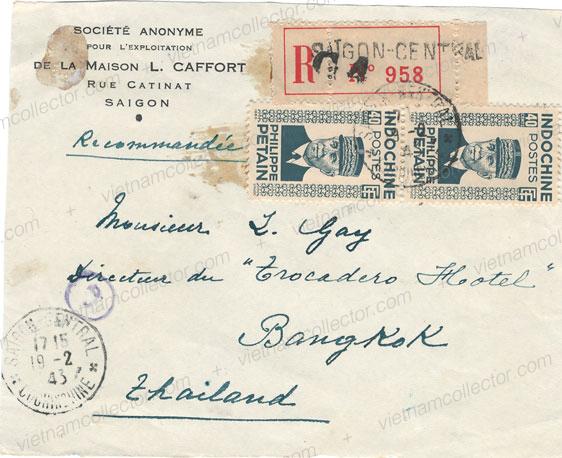 SOCIÉTÉ ANONYME
POUR L'EXPLOITATION
DE LA MAISON L. CAFFORT
RUE CATINAT
SAIGON
Recommandée
R SAIGON-CENTRAL
N° 958
INDOCHINE
POSTES
PHILIPPE
PETAIN
INDOCHINE
POSTES
PHILIPPE
PETAIN
Monsieur L. Gay
Directeur du "Trocadero Hotel"
Bangkok
Thailand
SAIGON CENTRAL
1715
19-2
43
COCHINCHINE
vietnamcollector.com